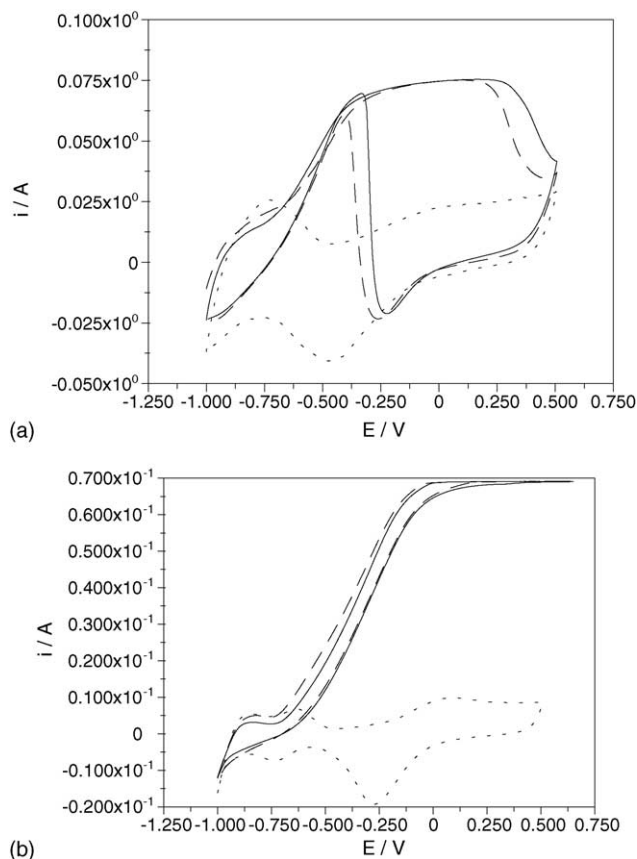 0.100x10⁰
0.075x10⁰
0.050x10⁰
i / A
0.025x10⁰
0
-0.025x10⁰
-0.050x10⁰
-1.250 -1.000 -0.750 -0.500 -0.250 0 0.250 0.500 0.750
(a) E / V
0.700x10⁻¹
0.600x10⁻¹
0.500x10⁻¹
0.400x10⁻¹
i / A
0.300x10⁻¹
0.200x10⁻¹
0.100x10⁻¹
0
-0.100x10⁻¹
-0.200x10⁻¹
-1.250 -1.000 -0.750 -0.500 -0.250 0 0.250 0.500 0.750
(b) E / V